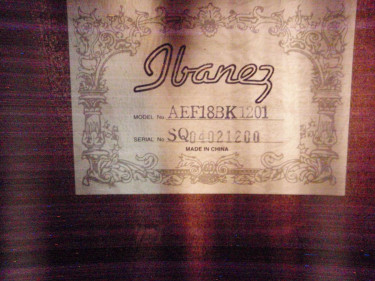 Ibanez
MODEL No. AEF18BK1201
SERIAL No. SQ04021200
MADE IN CHINA